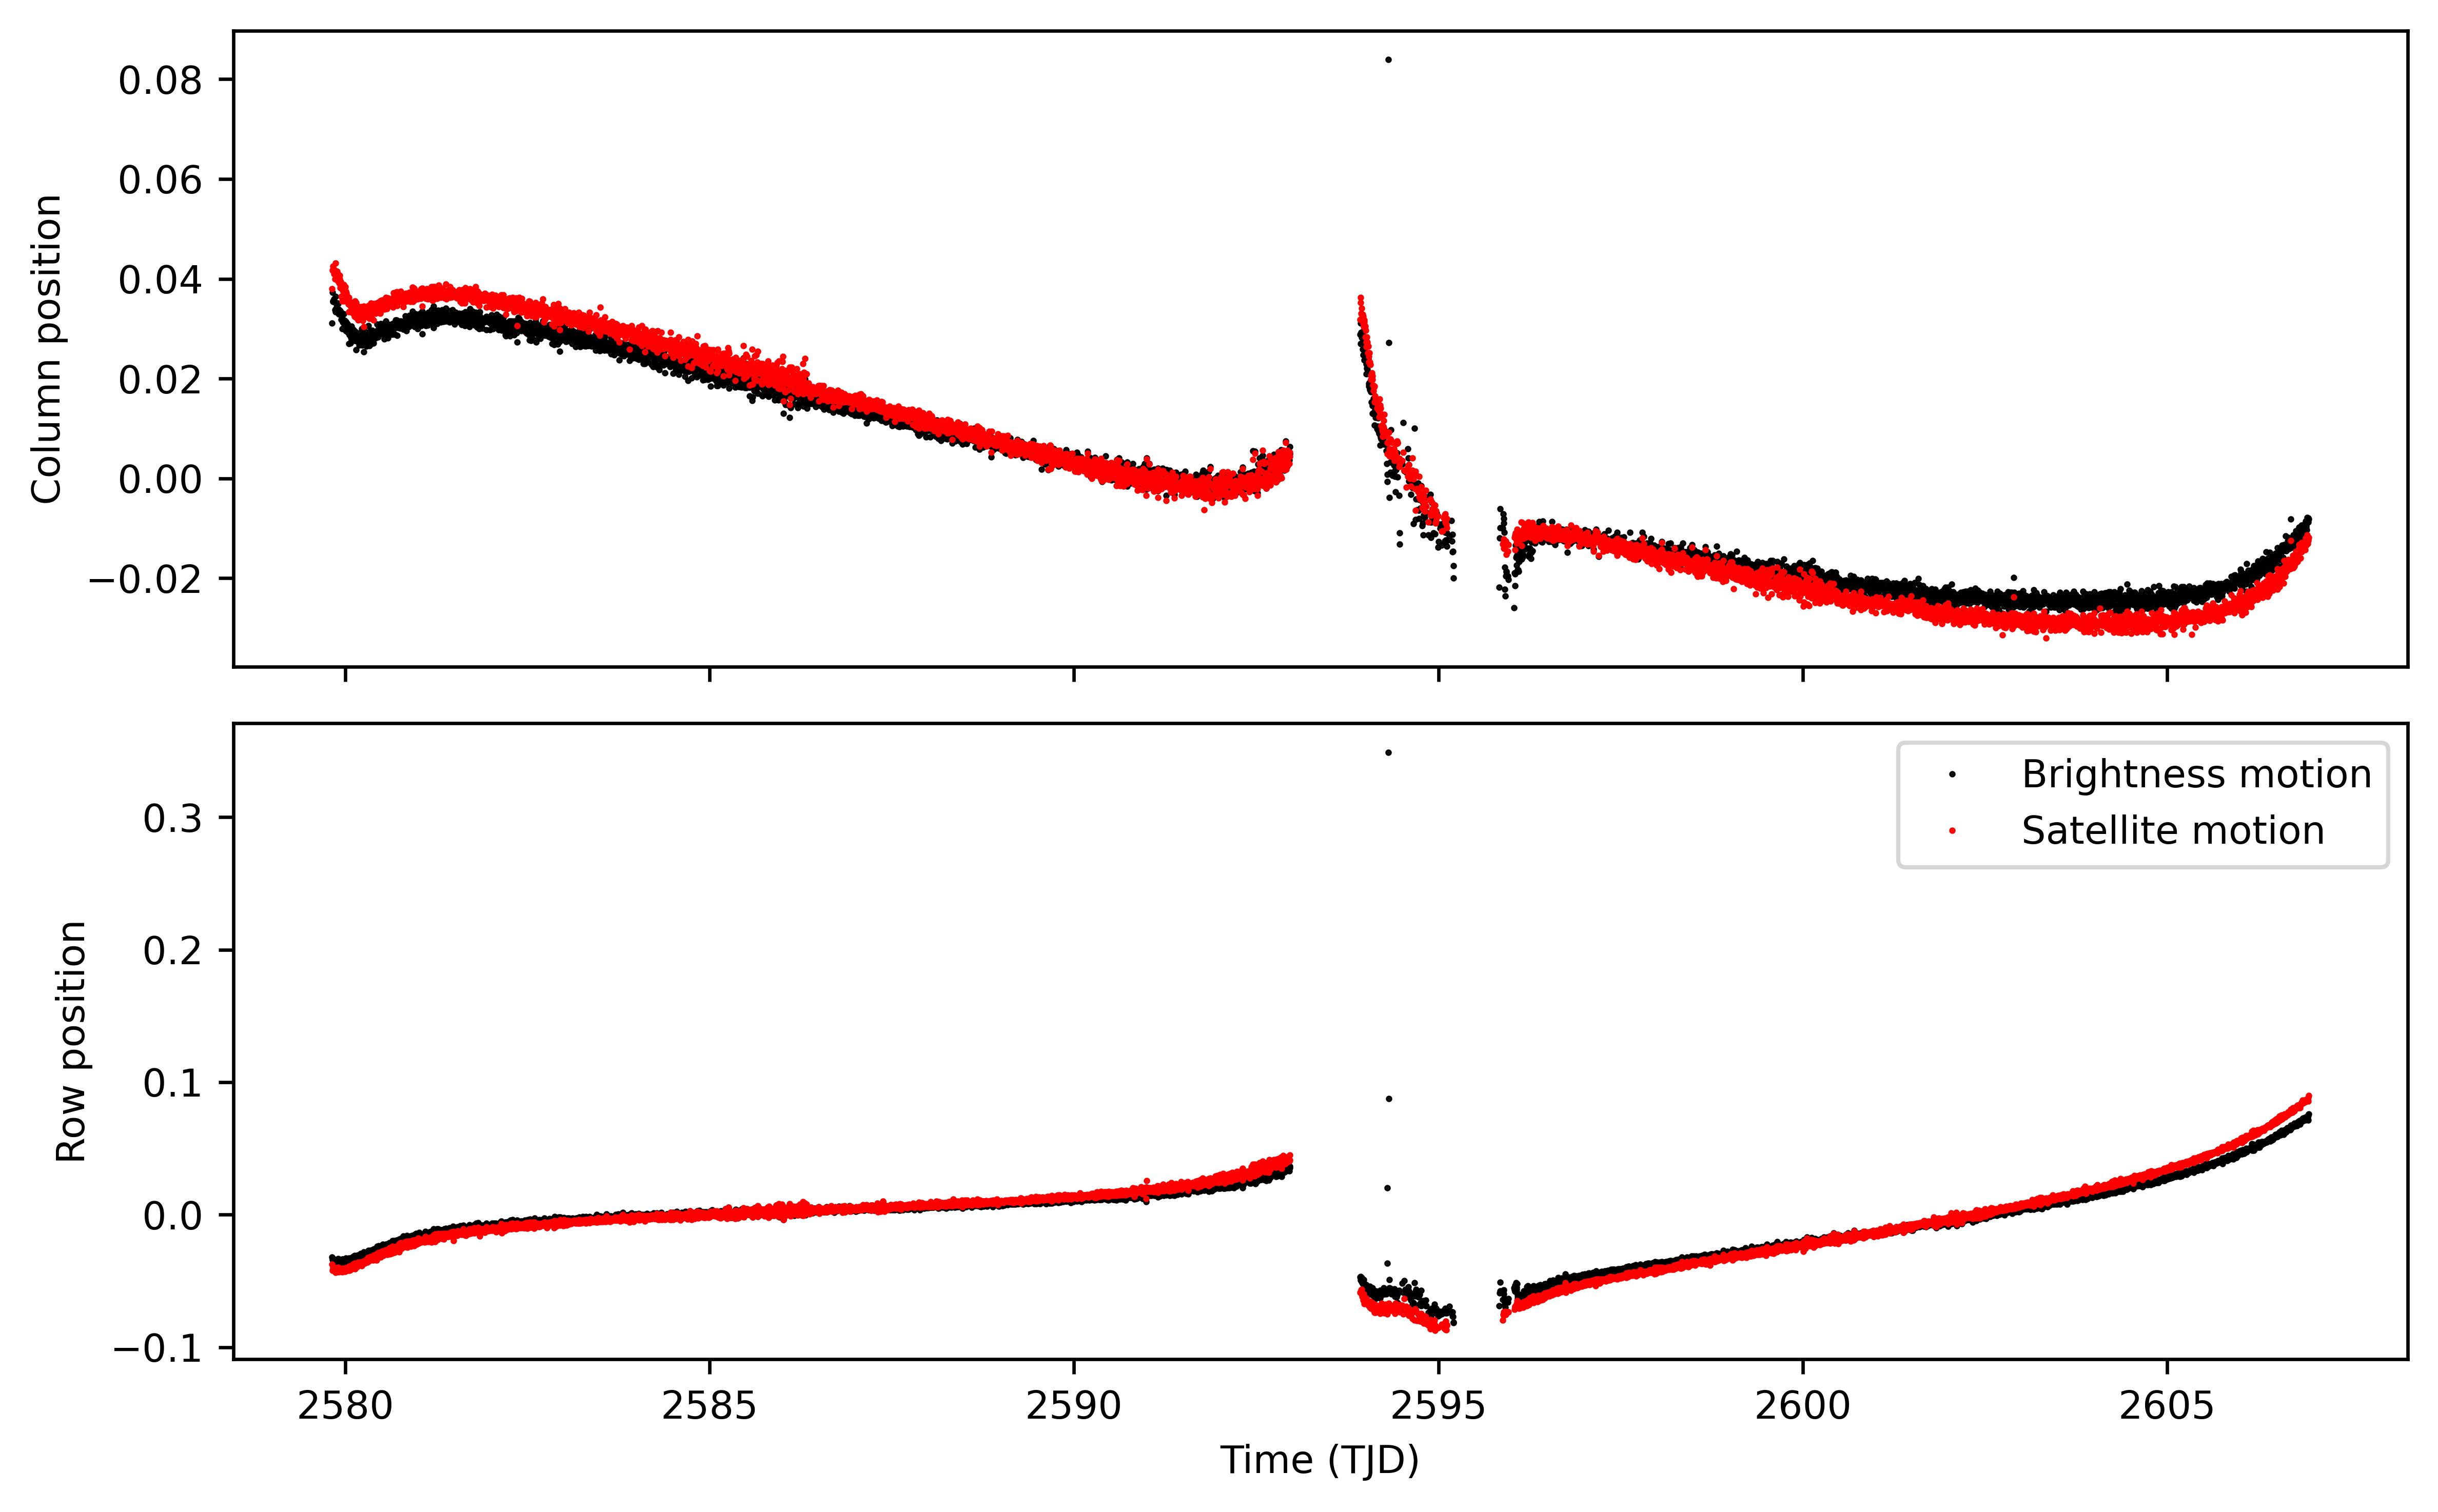 0.08
0.06
0.04
0.02
0.00
−0.02
Column position
0.3
0.2
0.1
0.0
−0.1
Row position
Brightness motion
Satellite motion
2580 2585 2590 2595 2600 2605
Time (TJD)